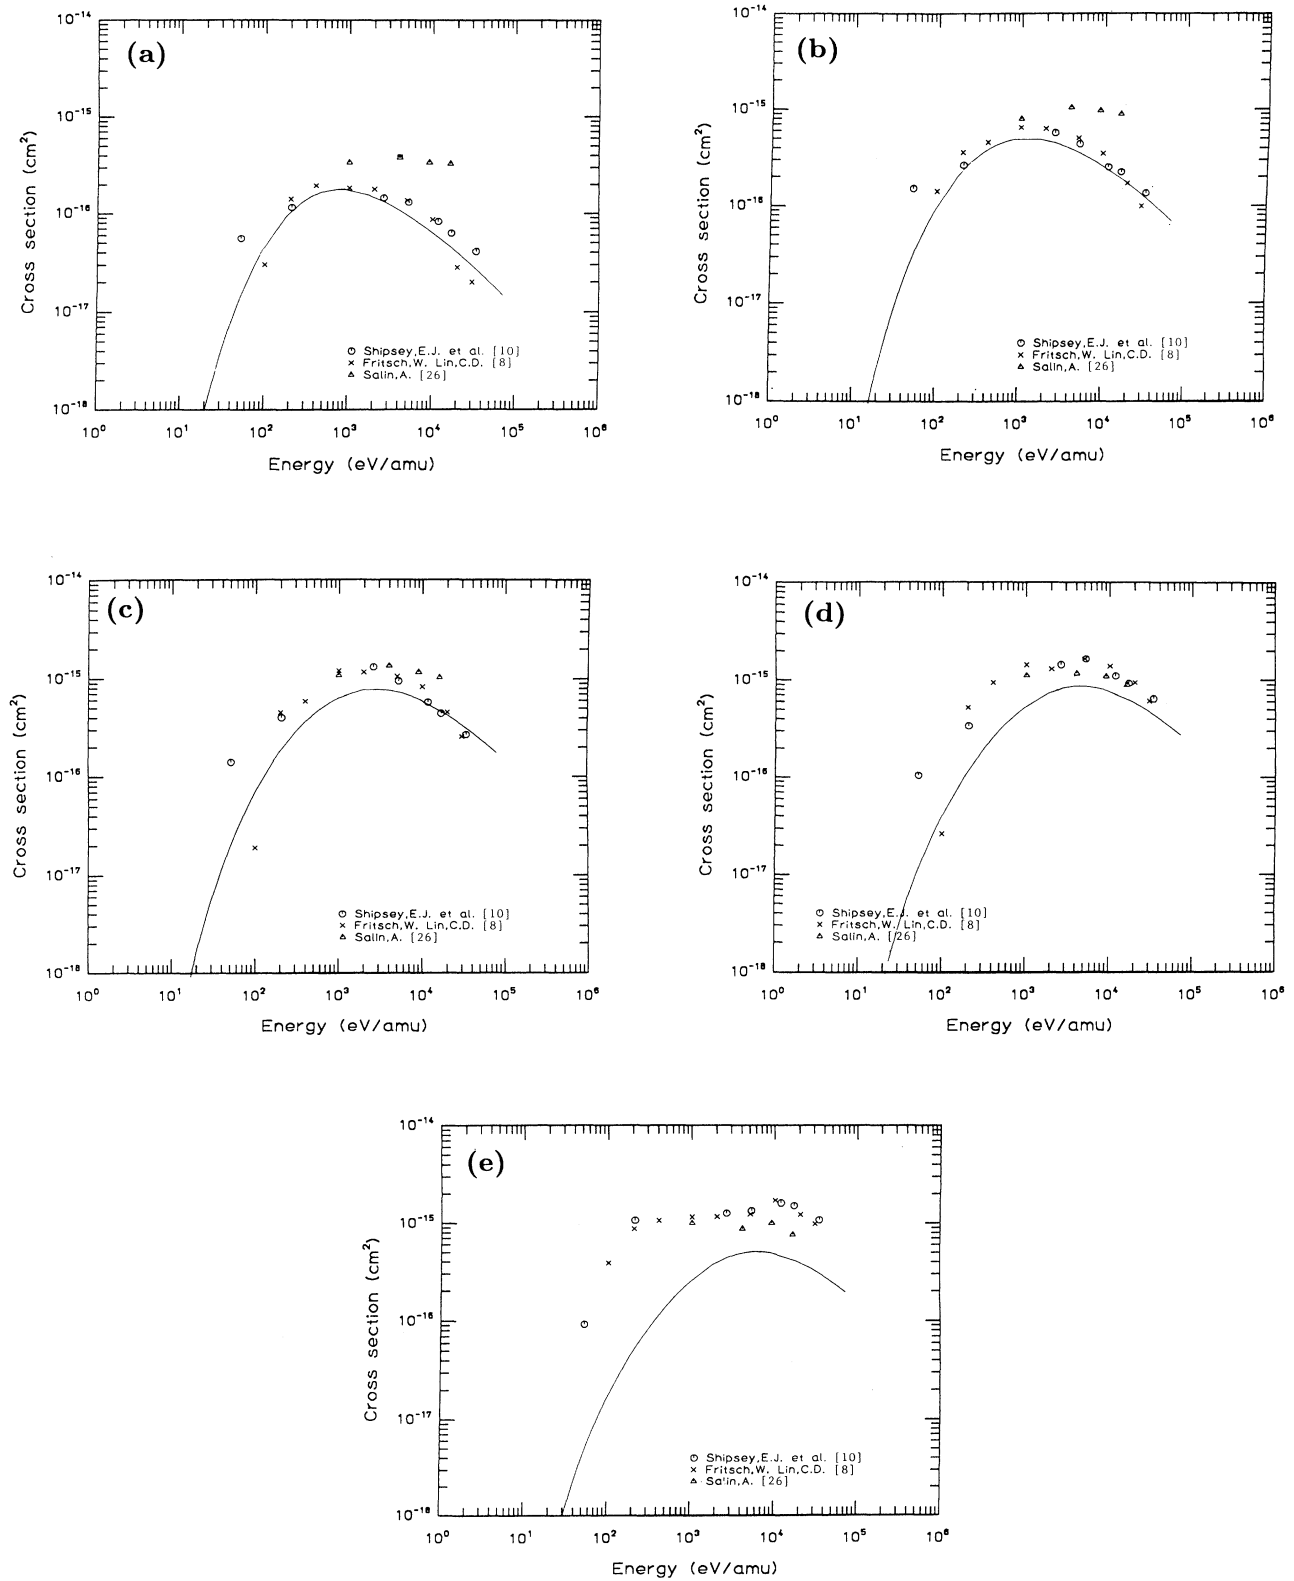 (a)
10⁻¹⁴
10⁻¹⁵
10⁻¹⁶
10⁻¹⁷
10⁻¹⁸
Cross section (cm²)
Shipsey,E.J. et al. [10]
Fritsch,W. Lin,C.D. [8]
Salin,A. [26]
10⁰ 10¹ 10² 10³ 10⁴ 10⁵ 10⁶
Energy (eV/amu)
(b)
10⁻¹⁴
10⁻¹⁵
10⁻¹⁶
10⁻¹⁷
10⁻¹⁸
Cross section (cm²)
Shipsey,E.J. et al. [10]
Fritsch,W. Lin,C.D. [8]
Salin,A. [26]
10⁰ 10¹ 10² 10³ 10⁴ 10⁵ 10⁶
Energy (eV/amu)
(c)
10⁻¹⁴
10⁻¹⁵
10⁻¹⁶
10⁻¹⁷
10⁻¹⁸
Cross section (cm²)
Shipsey,E.J. et al. [10]
Fritsch,W. Lin,C.D. [8]
Salin,A. [26]
10⁰ 10¹ 10² 10³ 10⁴ 10⁵ 10⁶
Energy (eV/amu)
(d)
10⁻¹⁴
10⁻¹⁵
10⁻¹⁶
10⁻¹⁷
10⁻¹⁸
Cross section (cm²)
Shipsey,E.J. et al. [10]
Fritsch,W. Lin,C.D. [8]
Salin,A. [26]
10⁰ 10¹ 10² 10³ 10⁴ 10⁵ 10⁶
Energy (eV/amu)
(e)
10⁻¹⁴
10⁻¹⁵
10⁻¹⁶
10⁻¹⁷
10⁻¹⁸
Cross section (cm²)
Shipsey,E.J. et al. [10]
Fritsch,W. Lin,C.D. [8]
Salin,A. [26]
10⁰ 10¹ 10² 10³ 10⁴ 10⁵ 10⁶
Energy (eV/amu)